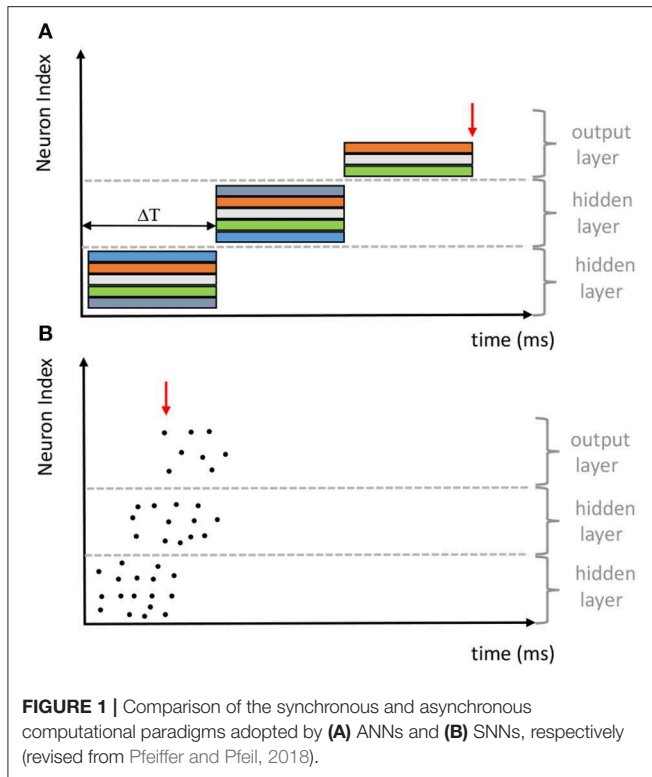 A
Neuron Index
output
layer
ΔT
hidden
layer
hidden
layer
time (ms)
B
Neuron Index
output
layer
hidden
layer
hidden
layer
time (ms)
FIGURE 1 | Comparison of the synchronous and asynchronous
computational paradigms adopted by (A) ANNs and (B) SNNs, respectively
(revised from Pfeiffer and Pfeil, 2018).